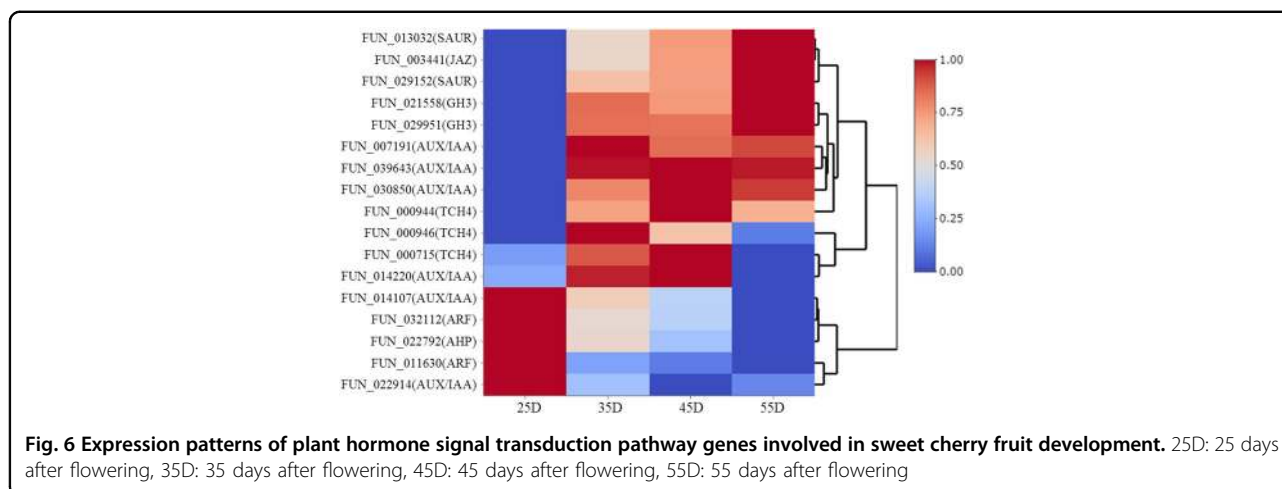 FUN_013032(SAUR)
FUN_003441(JAZ)
FUN_029152(SAUR)
FUN_021558(GH3)
FUN_029951(GH3)
FUN_007191(AUX/IAA)
FUN_039643(AUX/IAA)
FUN_030850(AUX/IAA)
FUN_000944(TCH4)
FUN_000946(TCH4)
FUN_000715(TCH4)
FUN_014220(AUX/IAA)
FUN_014107(AUX/IAA)
FUN_032112(ARF)
FUN_022792(AHP)
FUN_011630(ARF)
FUN_022914(AUX/IAA)
25D 35D 45D 55D
1.00
0.75
0.50
0.25
0.00
Fig. 6 Expression patterns of plant hormone signal transduction pathway genes involved in sweet cherry fruit development. 25D: 25 days
after flowering, 35D: 35 days after flowering, 45D: 45 days after flowering, 55D: 55 days after flowering